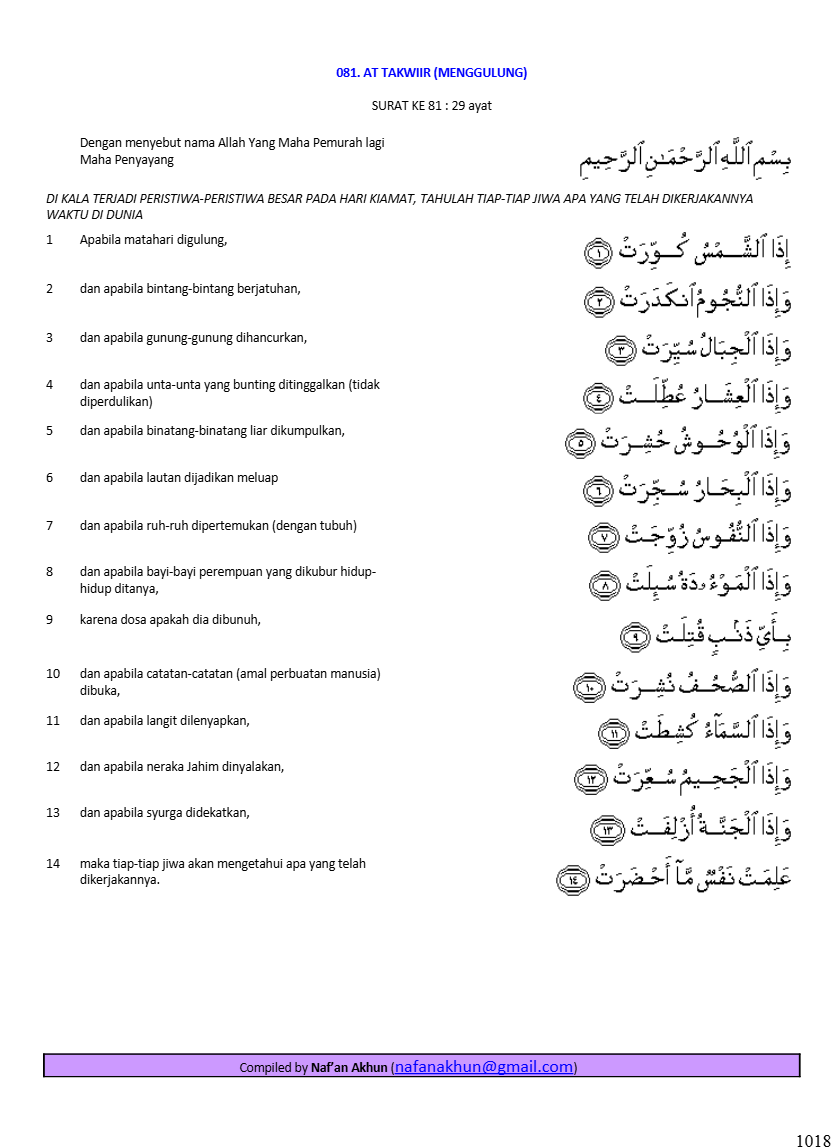 081. AT TAKWIIR (MENGGULUNG)
SURAT KE 81 : 29 ayat
Dengan menyebut nama Allah Yang Maha Pemurah lagi
Maha Penyayang
بِسْمِ ٱللَّهِ ٱلرَّحْمَـٰنِ ٱلرَّحِيمِ
DI KALA TERJADI PERISTIWA-PERISTIWA BESAR PADA HARI KIAMAT, TAHULAH TIAP-TIAP JIWA APA YANG TELAH DIKERJAKANNYA
WAKTU DI DUNIA
1 Apabila matahari digulung,
إِذَا ٱلشَّمْسُ كُوِّرَتْ ١
2 dan apabila bintang-bintang berjatuhan,
وَإِذَا ٱلنُّجُومُ ٱنكَدَرَتْ ٢
3 dan apabila gunung-gunung dihancurkan,
وَإِذَا ٱلْجِبَالُ سُيِّرَتْ ٣
4 dan apabila unta-unta yang bunting ditinggalkan (tidak
diperdulikan)
وَإِذَا ٱلْعِشَارُ عُطِّلَتْ ٤
5 dan apabila binatang-binatang liar dikumpulkan,
وَإِذَا ٱلْوُحُوشُ حُشِرَتْ ٥
6 dan apabila lautan dijadikan meluap
وَإِذَا ٱلْبِحَارُ سُجِّرَتْ ٦
7 dan apabila ruh-ruh dipertemukan (dengan tubuh)
وَإِذَا ٱلنُّفُوسُ زُوِّجَتْ ٧
8 dan apabila bayi-bayi perempuan yang dikubur hidup-
hidup ditanya,
وَإِذَا ٱلْمَوْءُۥدَةُ سُئِلَتْ ٨
9 karena dosa apakah dia dibunuh,
بِأَىِّ ذَنۢبٍ قُتِلَتْ ٩
10 dan apabila catatan-catatan (amal perbuatan manusia)
dibuka,
وَإِذَا ٱلصُّحُفُ نُشِرَتْ ١٠
11 dan apabila langit dilenyapkan,
وَإِذَا ٱلسَّمَآءُ كُشِطَتْ ١١
12 dan apabila neraka Jahim dinyalakan,
وَإِذَا ٱلْجَحِيمُ سُعِّرَتْ ١٢
13 dan apabila syurga didekatkan,
وَإِذَا ٱلْجَنَّةُ أُزْلِفَتْ ١٣
14 maka tiap-tiap jiwa akan mengetahui apa yang telah
dikerjakannya.
عَلِمَتْ نَفْسٌ مَّآ أَحْضَرَتْ ١٤
Compiled by Naf’an Akhun (nafanakhun@gmail.com)
1018